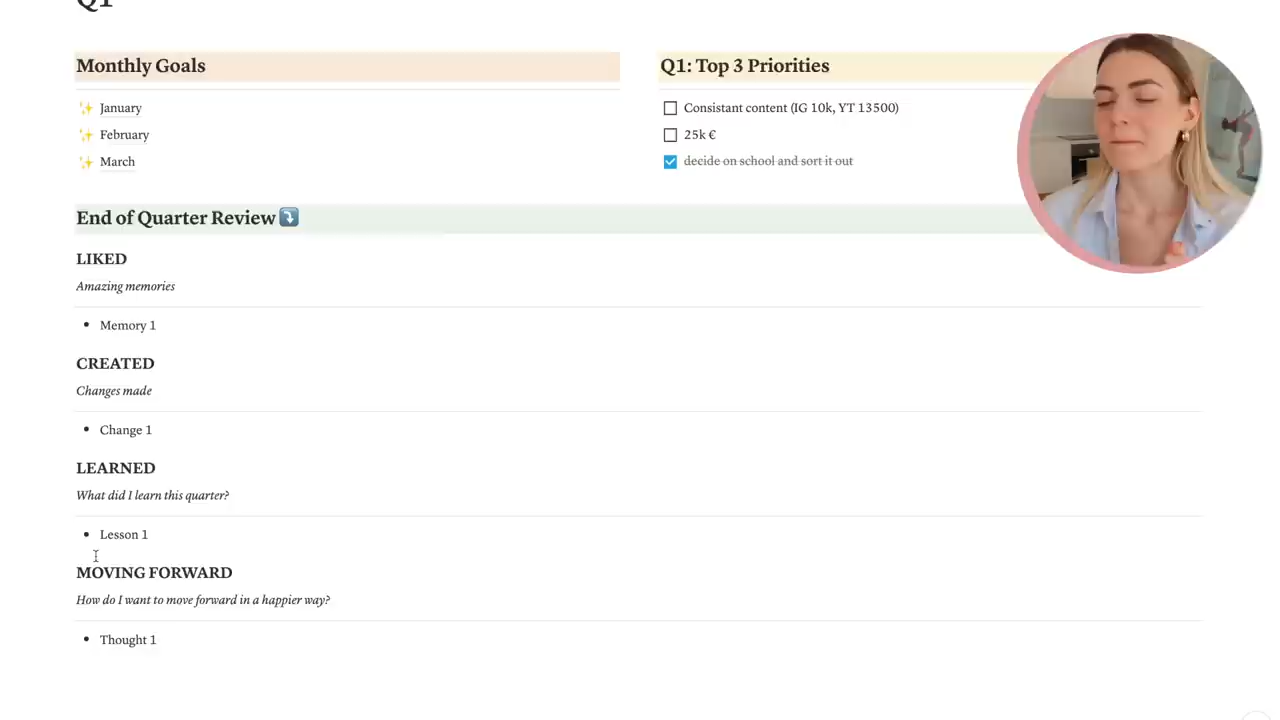 Q1
Monthly Goals
January
February
March
Q1: Top 3 Priorities
Consistant content (IG 10k, YT 13500)
25k €
decide on school and sort it out
End of Quarter Review
LIKED
Amazing memories
Memory 1
CREATED
Changes made
Change 1
LEARNED
What did I learn this quarter?
Lesson 1
MOVING FORWARD
How do I want to move forward in a happier way?
Thought 1